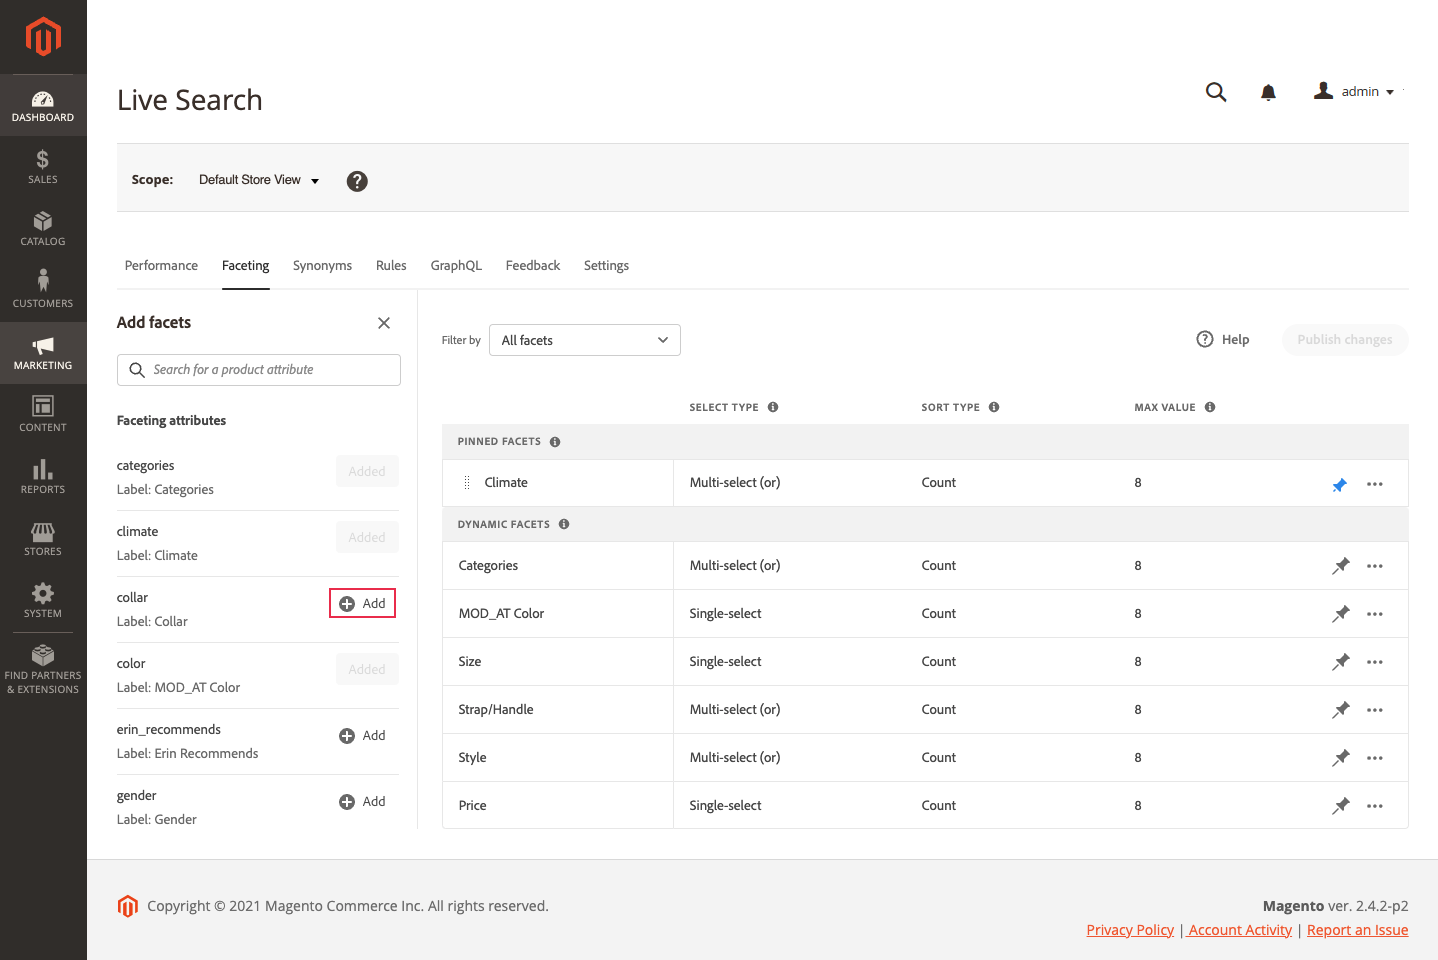 DASHBOARD
SALES
CATALOG
CUSTOMERS
MARKETING
CONTENT
REPORTS
STORES
SYSTEM
FIND PARTNERS
& EXTENSIONS
Live Search
admin
Scope: Default Store View
Performance Faceting Synonyms Rules GraphQL Feedback Settings
Add facets
Search for a product attribute
Faceting attributes
categories
Label: Categories
Added
climate
Label: Climate
Added
collar
Label: Collar
Add
color
Label: MOD_AT Color
Added
erin_recommends
Label: Erin Recommends
Add
gender
Label: Gender
Add
Filter by All facets
Help
Publish changes
SELECT TYPE SORT TYPE MAX VALUE
PINNED FACETS
Climate Multi-select (or) Count 8
DYNAMIC FACETS
Categories Multi-select (or) Count 8
MOD_AT Color Single-select Count 8
Size Single-select Count 8
Strap/Handle Multi-select (or) Count 8
Style Multi-select (or) Count 8
Price Single-select Count 8
Copyright © 2021 Magento Commerce Inc. All rights reserved.
Magento ver. 2.4.2-p2
Privacy Policy | Account Activity | Report an Issue